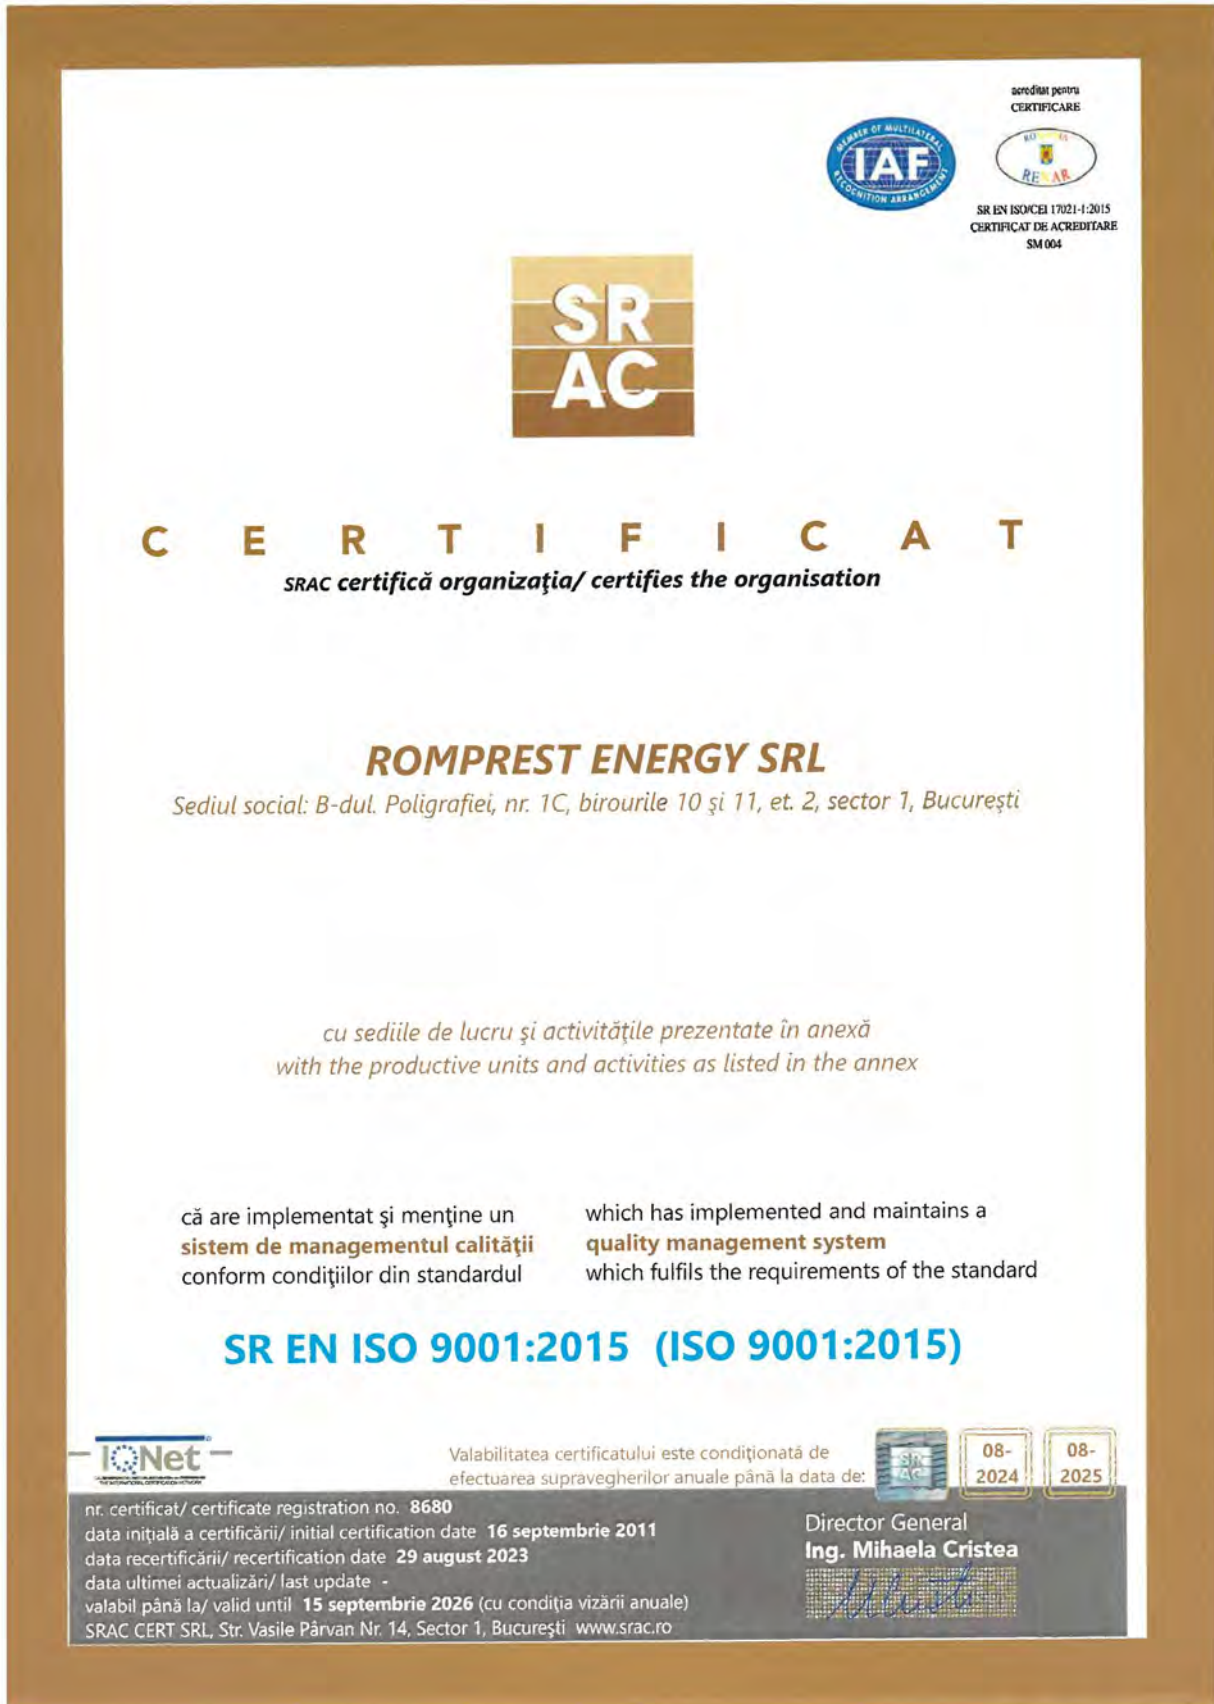 acreditat pentru
CERTIFICARE
MEMBER OF MULTILATERAL
IAF
RECOGNITION ARRANGEMENT
RENAR
SR EN ISO/CEI 17021-1:2015
CERTIFICAT DE ACREDITARE
SM 004
SR
AC
CERTIFICAT
SRAC certifică organizaţia/ certifies the organisation
ROMPREST ENERGY SRL
Sediul social: B-dul. Poligrafiei, nr. 1C, birourile 10 şi 11, et. 2, sector 1, Bucureşti
cu sediile de lucru şi activităţile prezentate în anexă
with the productive units and activities as listed in the annex
că are implementat şi menţine un
sistem de managementul calităţii
conform condiţiilor din standardul
which has implemented and maintains a
quality management system
which fulfils the requirements of the standard
SR EN ISO 9001:2015 (ISO 9001:2015)
IQNet
Valabilitatea certificatului este condiţionată de
efectuarea supravegherilor anuale până la data de:
SR
AC
08-
2024
08-
2025
nr. certificat/ certificate registration no. 8680
data iniţială a certificării/ initial certification date 16 septembrie 2011
data recertificării/ recertification date 29 august 2023
data ultimei actualizări/ last update -
valabil până la/ valid until 15 septembrie 2026 (cu condiţia vizării anuale)
SRAC CERT SRL, Str. Vasile Pârvan Nr. 14, Sector 1, Bucureşti www.srac.ro
Director General
Ing. Mihaela Cristea